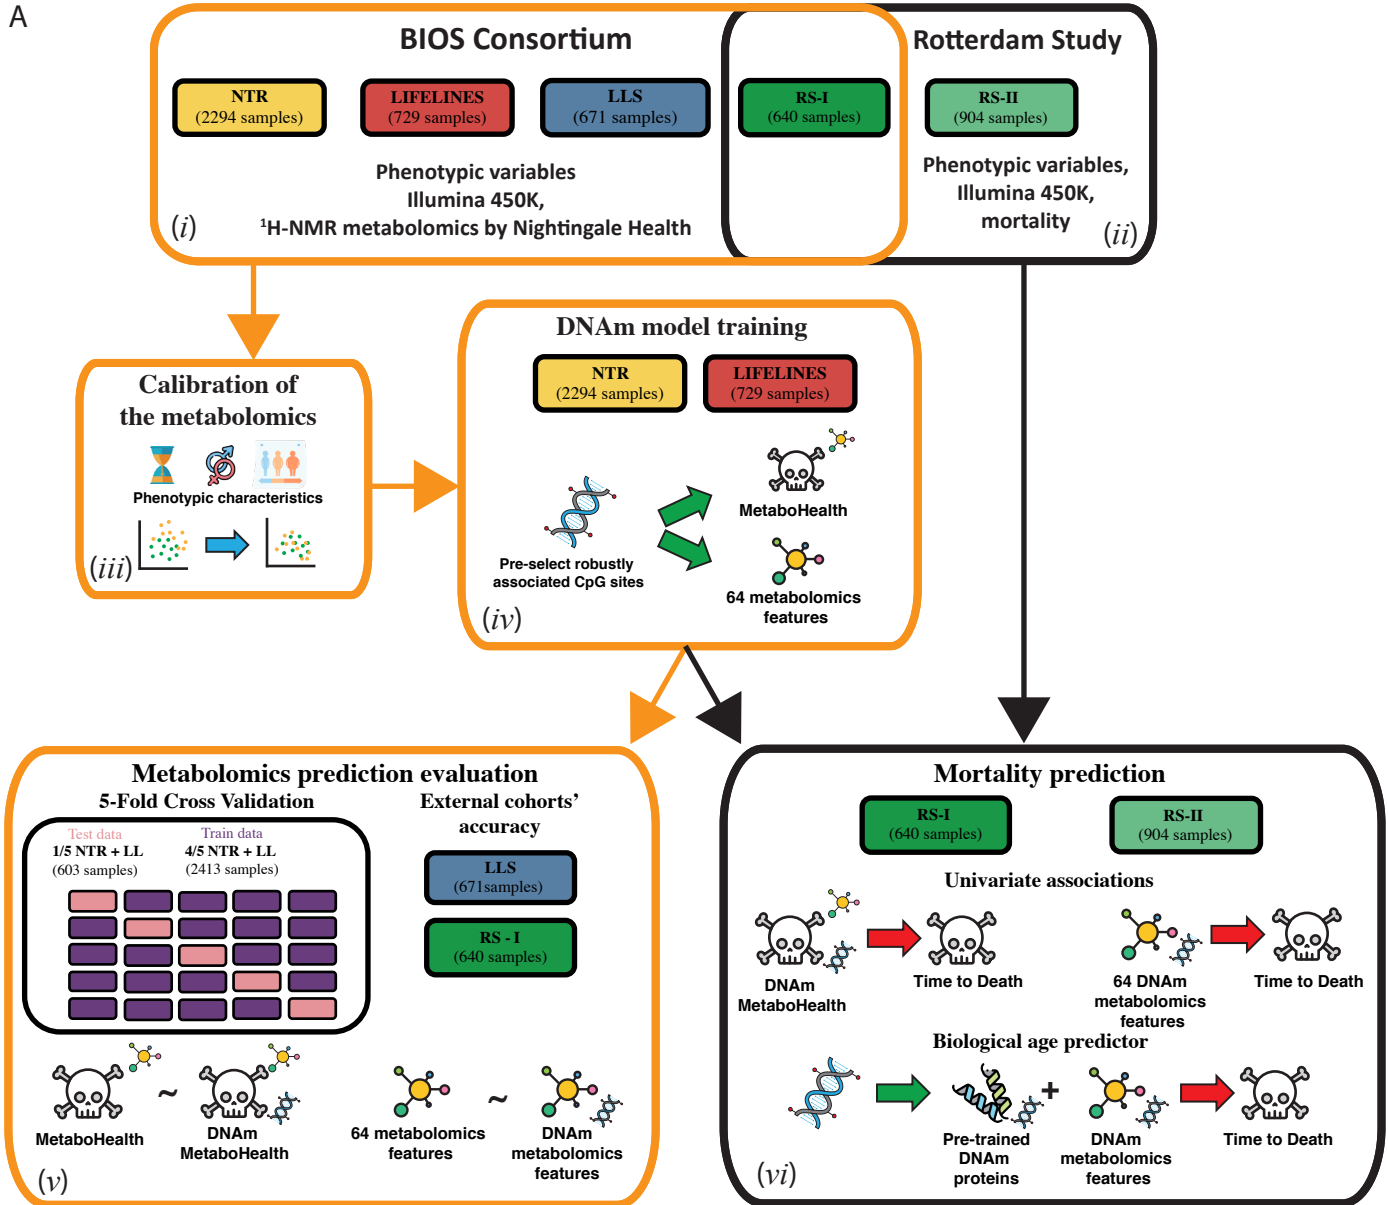 A
BIOS Consortium
Rotterdam Study
NTR
(2294 samples)
LIFELINES
(729 samples)
LLS
(671 samples)
RS-I
(640 samples)
RS-II
(904 samples)
Phenotypic variables
Illumina 450K,
¹H-NMR metabolomics by Nightingale Health
(i)
Phenotypic variables,
Illumina 450K,
mortality
(ii)
Calibration of
the metabolomics
Phenotypic characteristics
(iii)
DNAm model training
NTR
(2294 samples)
LIFELINES
(729 samples)
Pre-select robustly
associated CpG sites
MetaboHealth
64 metabolomics
features
(iv)
Metabolomics prediction evaluation
5-Fold Cross Validation
Test data
1/5 NTR + LL
(603 samples)
Train data
4/5 NTR + LL
(2413 samples)
External cohorts’
accuracy
LLS
(671samples)
RS - I
(640 samples)
MetaboHealth
~
DNAm
MetaboHealth
64 metabolomics
features
~
DNAm
metabolomics
features
(v)
Mortality prediction
RS-I
(640 samples)
RS-II
(904 samples)
Univariate associations
DNAm
MetaboHealth
Time to Death
64 DNAm
metabolomics
features
Time to Death
Biological age predictor
Pre-trained
DNAm
proteins
+
DNAm
metabolomics
features
Time to Death
(vi)